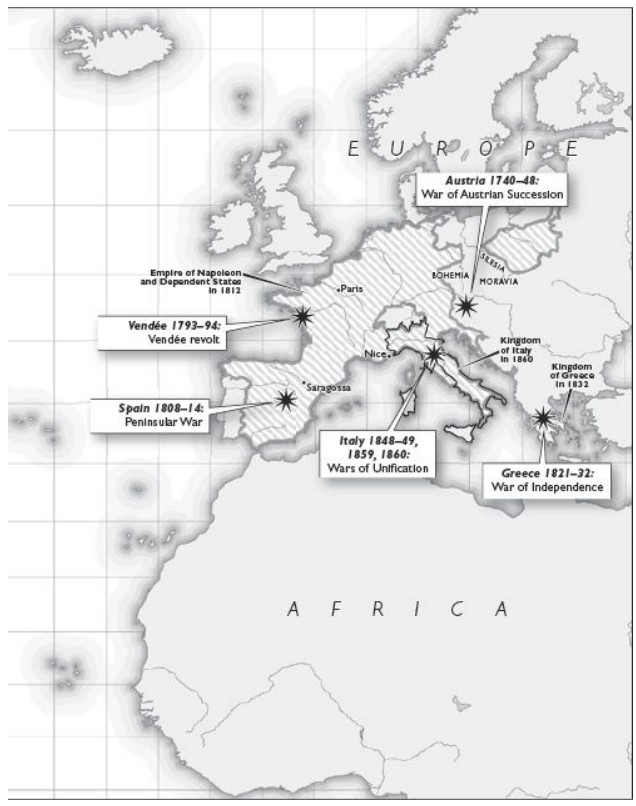 EUROPE
Austria 1740–48:
War of Austrian Succession
SILESIA
BOHEMIA
MORAVIA
Empire of Napoleon
and Dependent States
in 1812
Paris
Vendée 1793–94:
Vendée revolt
Nice
Kingdom
of Italy
in 1860
Kingdom
of Greece
in 1832
Saragossa
Spain 1808–14:
Peninsular War
Italy 1848–49,
1859, 1860:
Wars of Unification
Greece 1821–32:
War of Independence
AFRICA